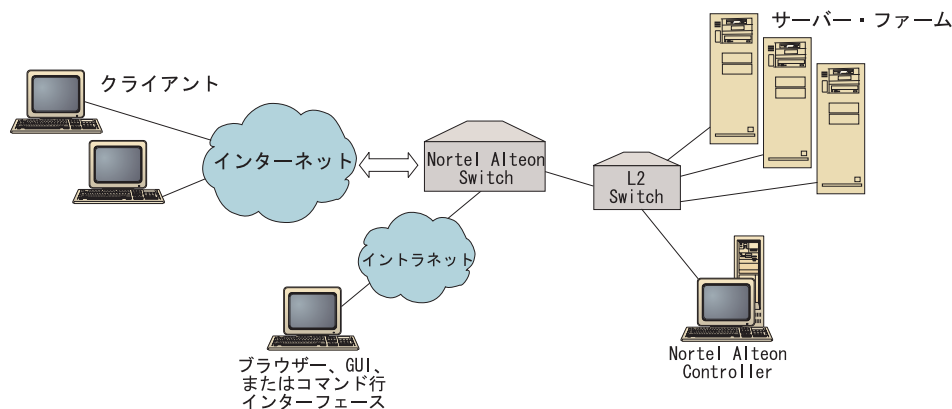 サーバー・ファーム
クライアント
インターネット
Nortel Alteon
Switch
L2
Switch
イントラネット
ブラウザー、GUI、
またはコマンド行
インターフェース
Nortel Alteon
Controller